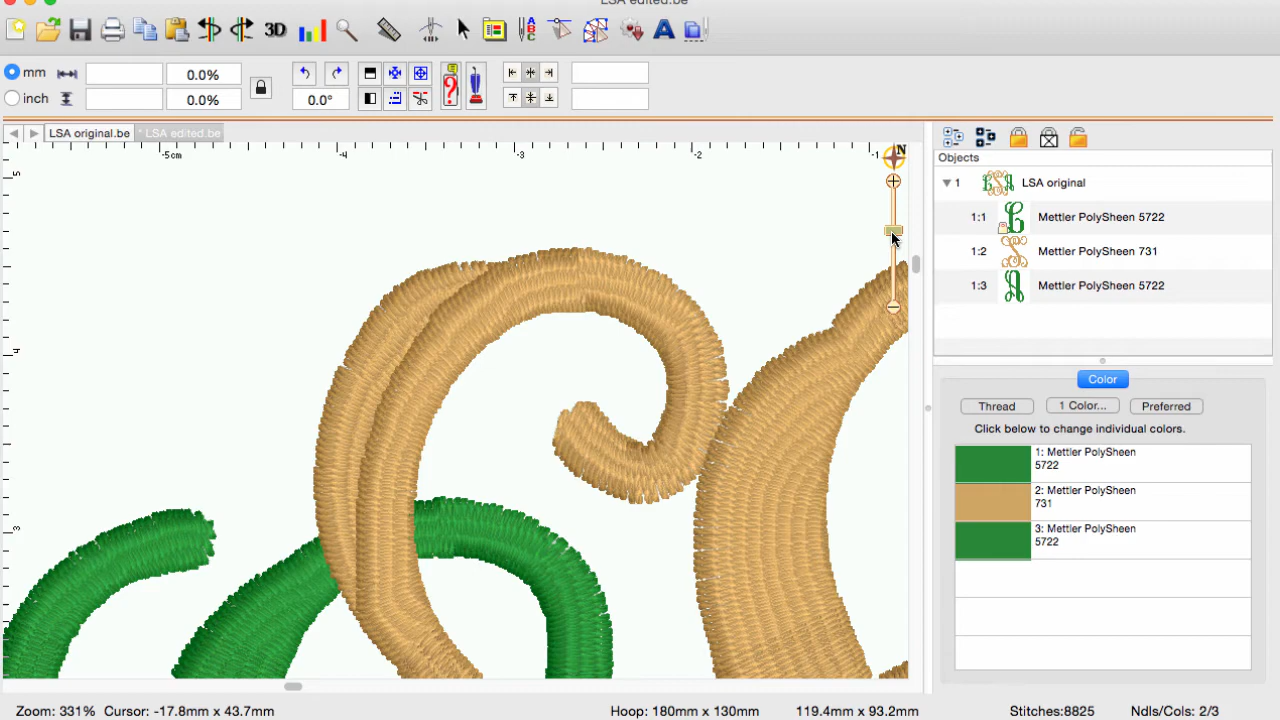 LSA edited.be
3D
A
B
C
A
mm
0.0%
inch
0.0%
0.0°
?
?
LSA original.be
* LSA edited.be
-5cm
-4
-3
-2
-1
N
5
4
3
Objects
1 LSA original
1:1 Mettler PolySheen 5722
1:2 Mettler PolySheen 731
1:3 Mettler PolySheen 5722
Color
Thread
1 Color...
Preferred
Click below to change individual colors.
1: Mettler PolySheen
5722
2: Mettler PolySheen
731
3: Mettler PolySheen
5722
Zoom: 331% Cursor: -17.8mm x 43.7mm Hoop: 180mm x 130mm 119.4mm x 93.2mm Stitches:8825 Ndls/Cols: 2/3